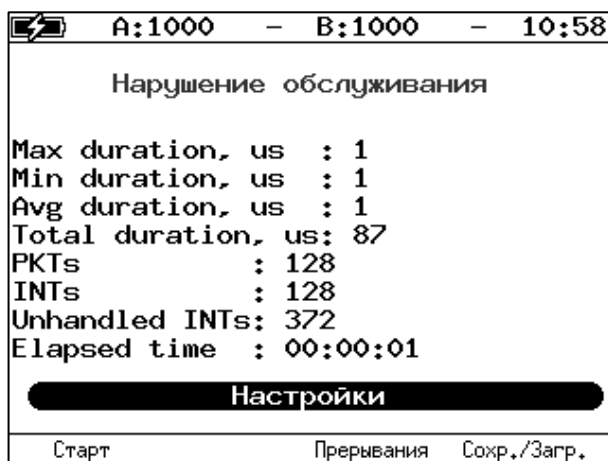 A:1000 – B:1000 – 10:58
Нарушение обслуживания
Max duration, us : 1
Min duration, us : 1
Avg duration, us : 1
Total duration, us: 87
PKTs : 128
INTs : 128
Unhandled INTs: 372
Elapsed time : 00:00:01
Настройки
Старт Прерывания Сохр./Загр.